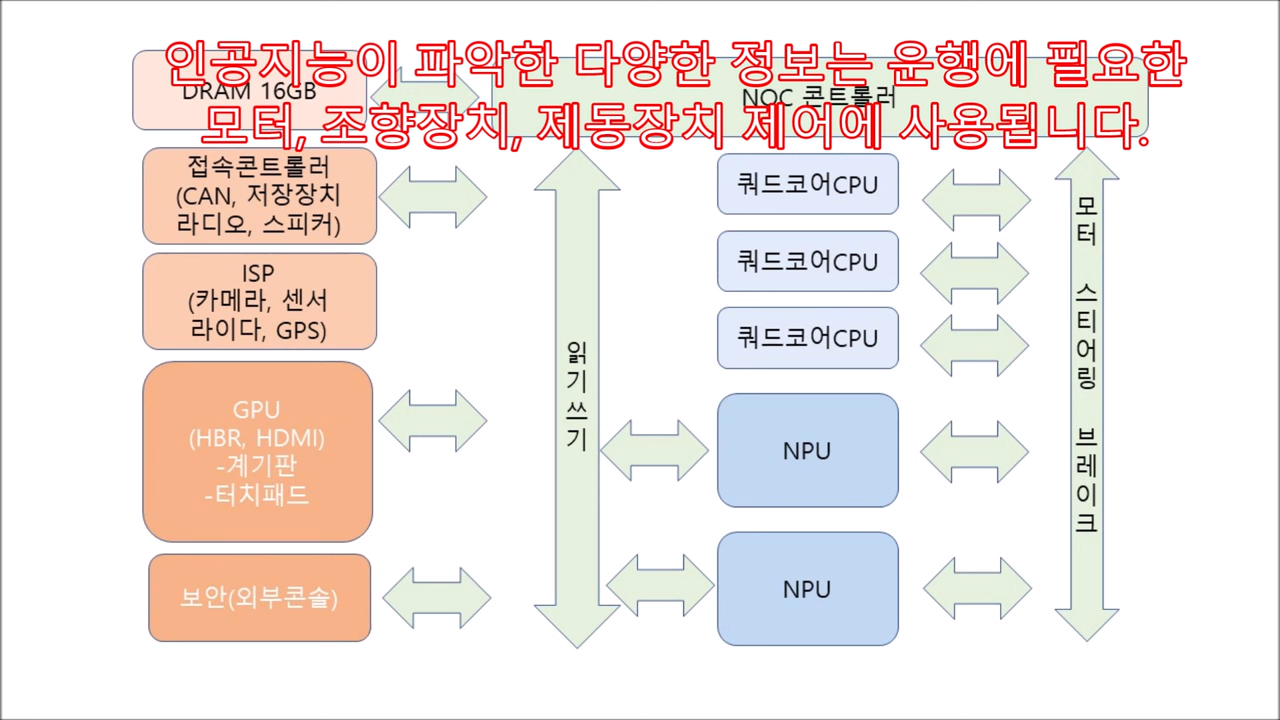 인공지능이 파악한 다양한 정보는 운행에 필요한
모터, 조향장치, 제동장치 제어에 사용됩니다.
DRAM 16GB
NOC 콘트롤러
접속콘트롤러
(CAN, 저장장치
라디오, 스피커)
ISP
(카메라, 센서
라이다, GPS)
GPU
(HBR, HDMI)
-계기판
-터치패드
보안(외부콘솔)
읽기쓰기
쿼드코어CPU
쿼드코어CPU
쿼드코어CPU
NPU
NPU
모터 스티어링 브레이크